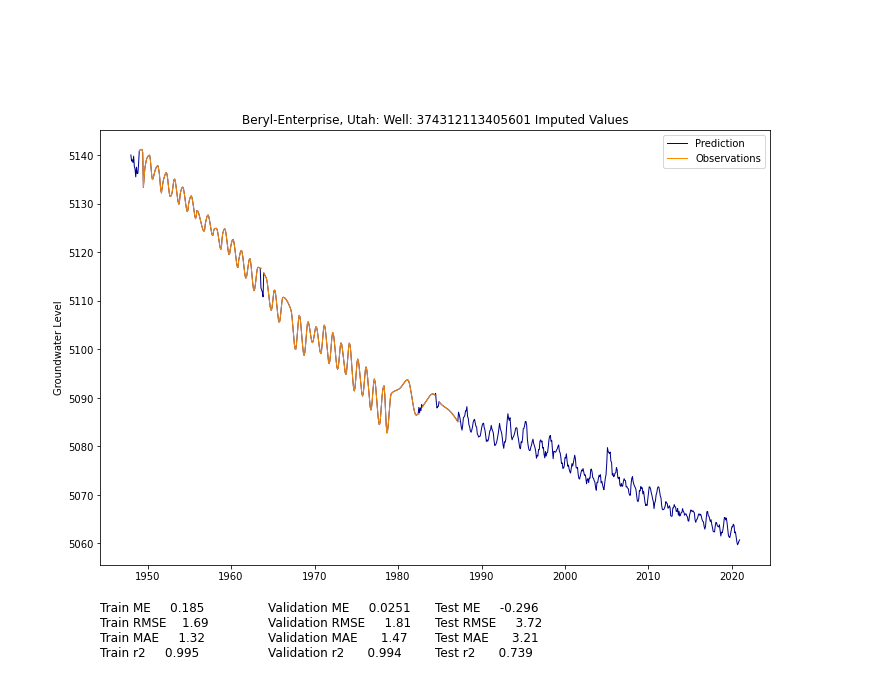 Beryl-Enterprise, Utah: Well: 374312113405601 Imputed Values
Prediction
Observations
5140
5130
5120
5110
5100
5090
5080
5070
5060
Groundwater Level
1950 1960 1970 1980 1990 2000 2010 2020
Train ME 0.185 Validation ME 0.0251 Test ME -0.296
Train RMSE 1.69 Validation RMSE 1.81 Test RMSE 3.72
Train MAE 1.32 Validation MAE 1.47 Test MAE 3.21
Train r2 0.995 Validation r2 0.994 Test r2 0.739